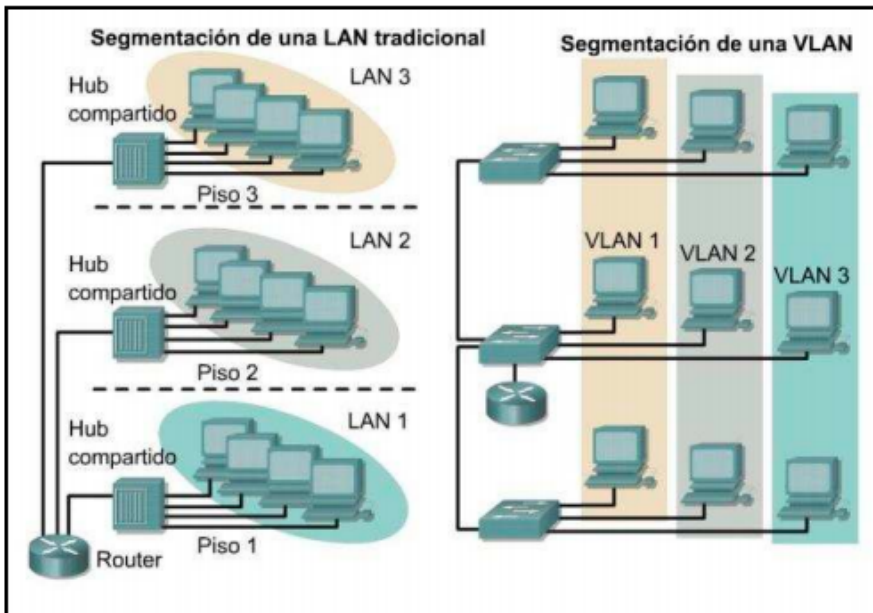 Segmentación de una LAN tradicional
LAN 3
Hub
compartido
Piso 3
LAN 2
Hub
compartido
Piso 2
LAN 1
Hub
compartido
Piso 1
Router
Segmentación de una VLAN
VLAN 1
VLAN 2
VLAN 3